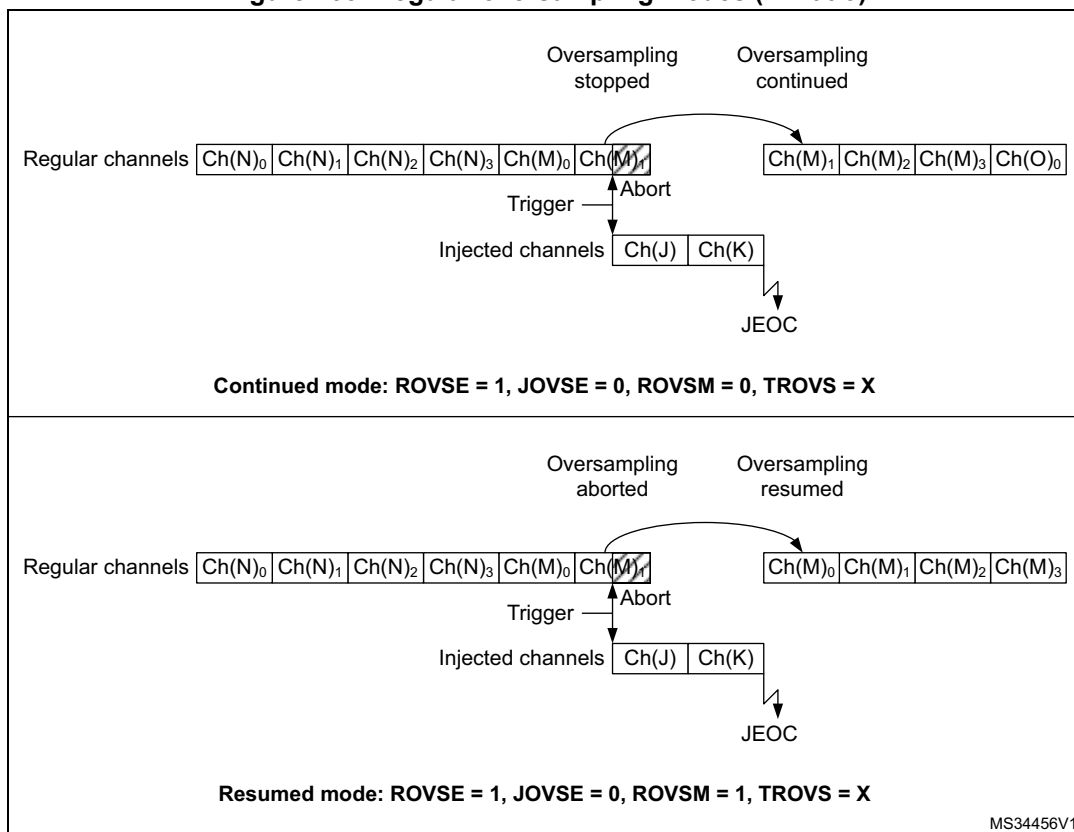 Oversampling stopped
Oversampling continued
Regular channels Ch(N)₀ Ch(N)₁ Ch(N)₂ Ch(N)₃ Ch(M)₀ Ch(M)₁ Ch(M)₁ Ch(M)₂ Ch(M)₃ Ch(O)₀
Abort
Trigger
Injected channels Ch(J) Ch(K)
JEOC
Continued mode: ROVSE = 1, JOVSE = 0, ROVSM = 0, TROVS = X
Oversampling aborted
Oversampling resumed
Regular channels Ch(N)₀ Ch(N)₁ Ch(N)₂ Ch(N)₃ Ch(M)₀ Ch(M)₁ Ch(M)₀ Ch(M)₁ Ch(M)₂ Ch(M)₃
Abort
Trigger
Injected channels Ch(J) Ch(K)
JEOC
Resumed mode: ROVSE = 1, JOVSE = 0, ROVSM = 1, TROVS = X
MS34456V1